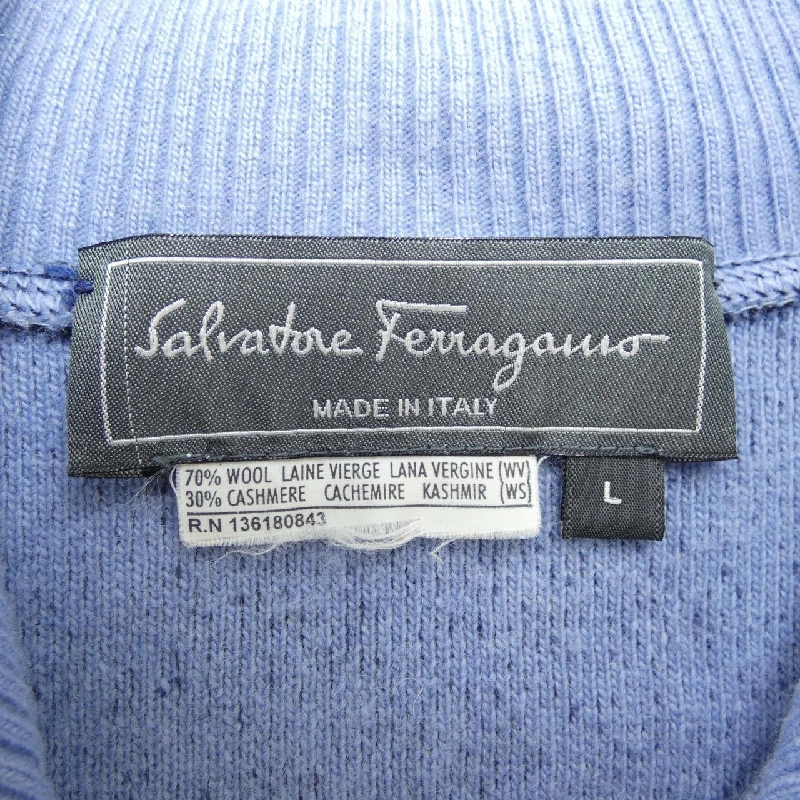 Salvatore Ferragamo
MADE IN ITALY
70% WOOL LAINE VIERGE LANA VERGINE (WV)
30% CASHMERE CACHEMIRE KASHMIR (WS)
R.N 136180843
L